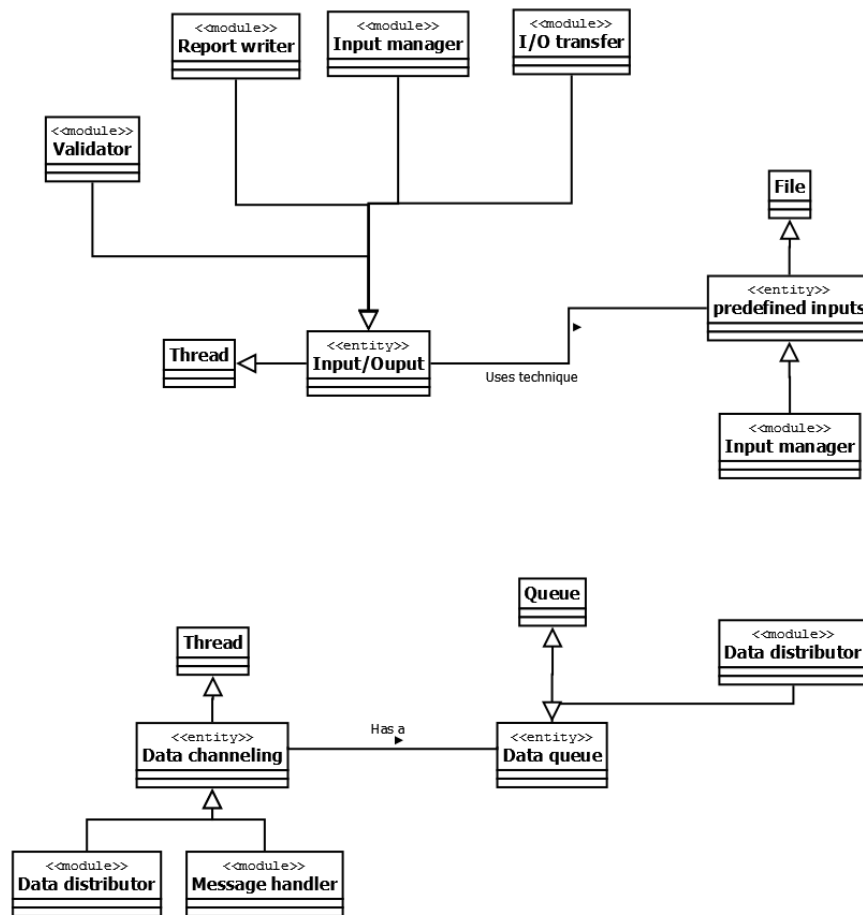 <<module>>
Report writer
<<module>>
Input manager
<<module>>
I/O transfer
<<module>>
Validator
File
<<entity>>
predefined inputs
Thread
<<entity>>
Input/Ouput
Uses technique
<<module>>
Input manager
Queue
Thread
<<module>>
Data distributor
<<entity>>
Data channeling
Has a
<<entity>>
Data queue
<<module>>
Data distributor
<<module>>
Message handler